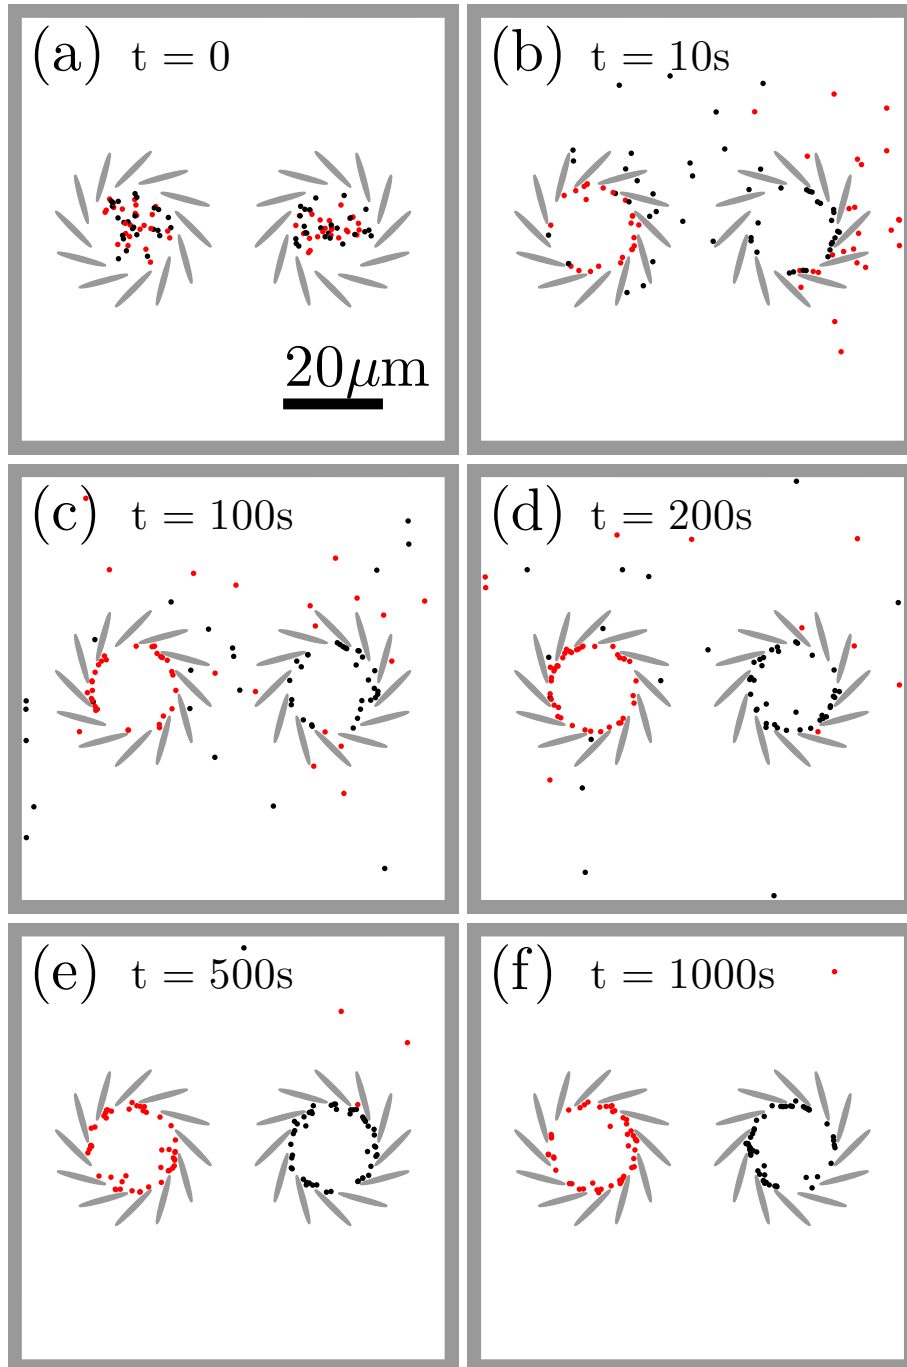 (a) t = 0
20μm
(b) t = 10s
(c) t = 100s
(d) t = 200s
(e) t = 500s
(f) t = 1000s